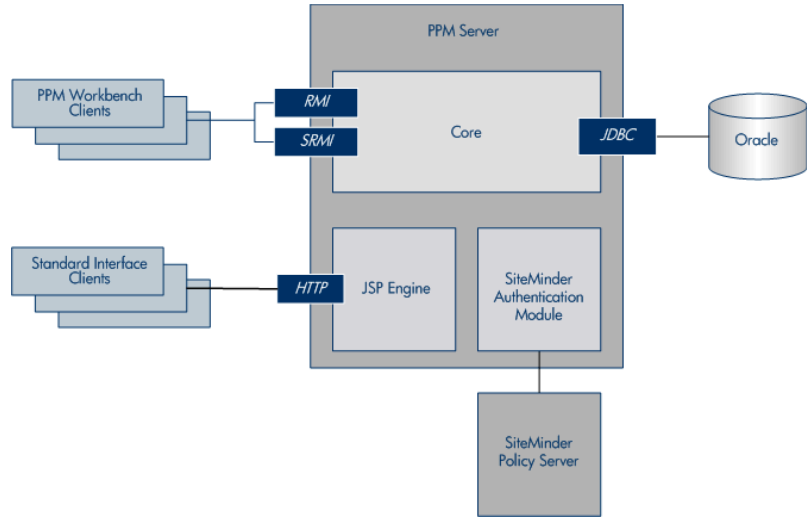 PPM Server
PPM Workbench
Clients
RMI
SRMI
Core
JDBC
Oracle
Standard Interface
Clients
HTTP
JSP Engine
SiteMinder
Authentication
Module
SiteMinder
Policy Server